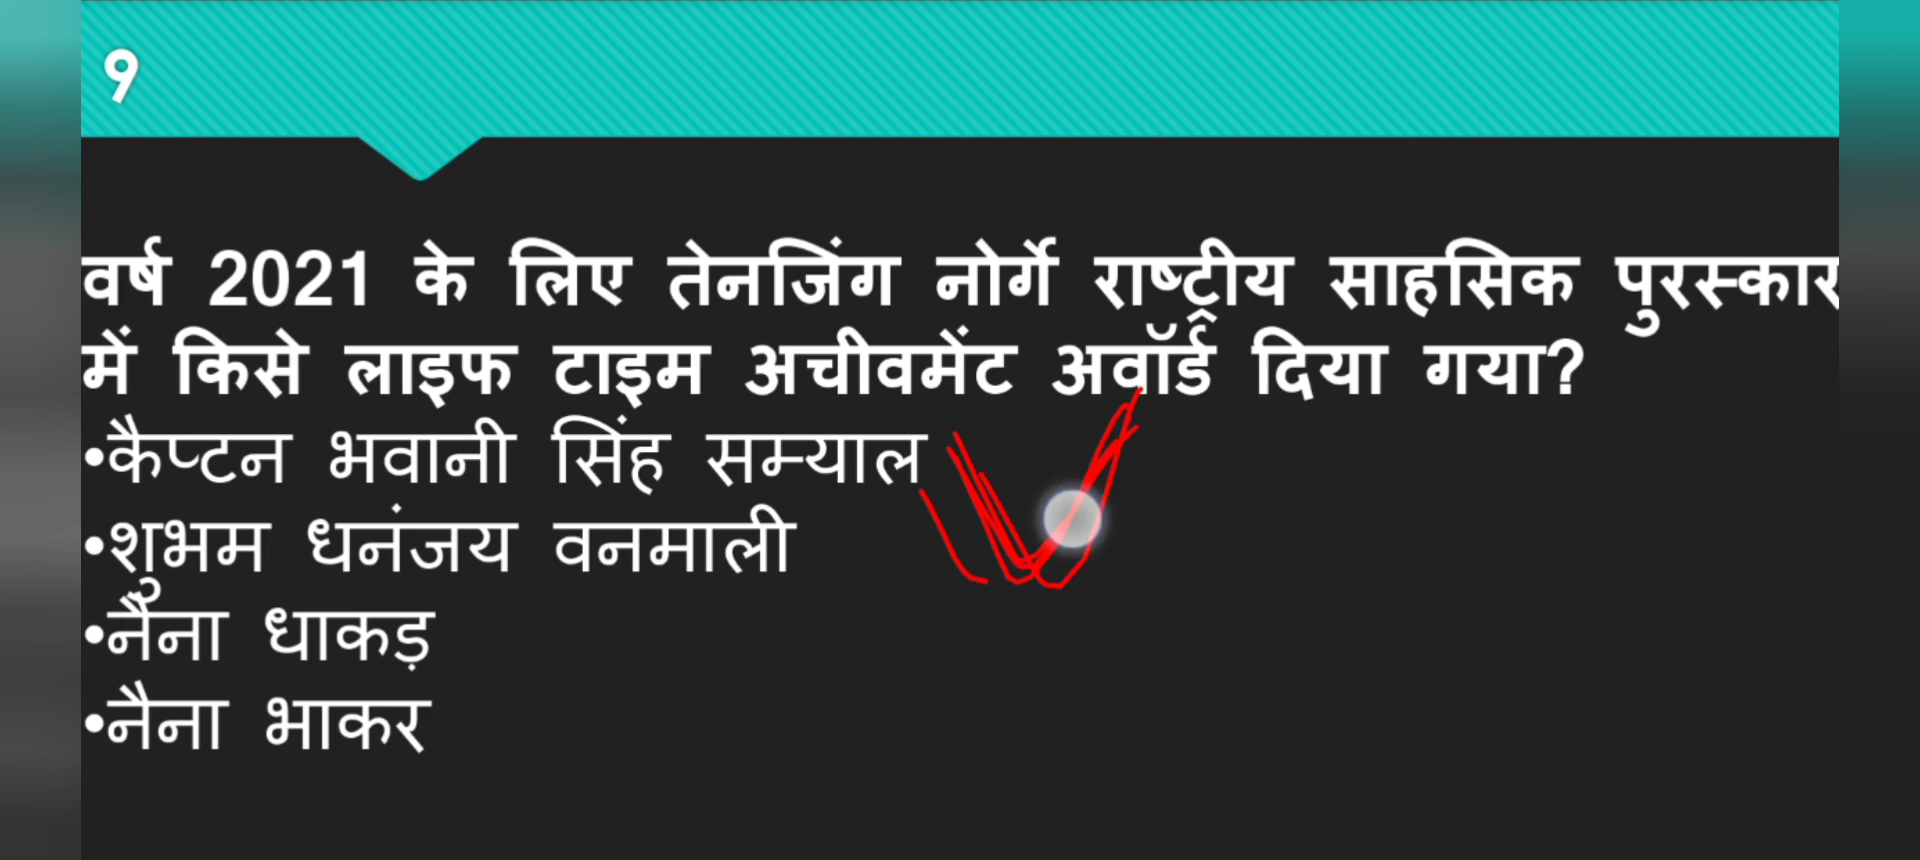 9
वर्ष 2021 के लिए तेनजिंग नोर्गे राष्ट्रीय साहसिक पुरस्कार
में किसे लाइफ टाइम अचीवमेंट अवॉर्ड दिया गया?
•कैप्टन भवानी सिंह सम्याल
•शुभम धनंजय वनमाली
•नैना धाकड़
•नैना भाकर